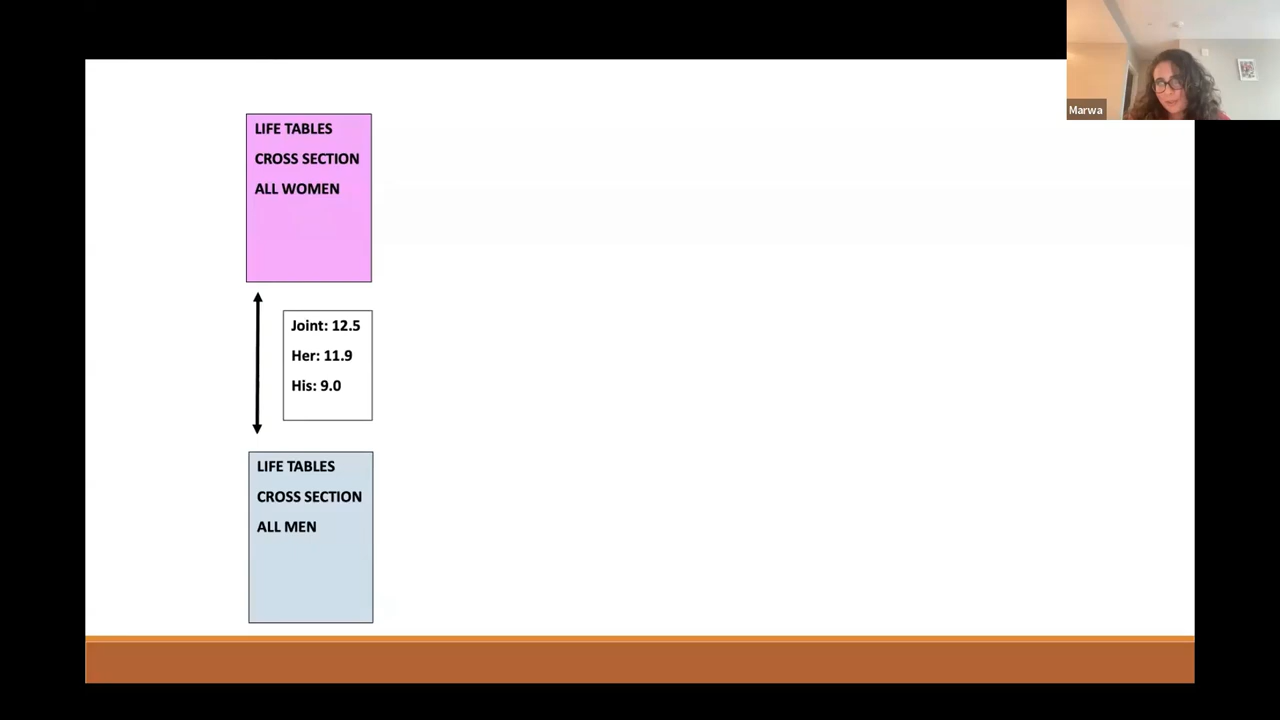 Marwa
LIFE TABLES
CROSS SECTION
ALL WOMEN
Joint: 12.5
Her: 11.9
His: 9.0
LIFE TABLES
CROSS SECTION
ALL MEN